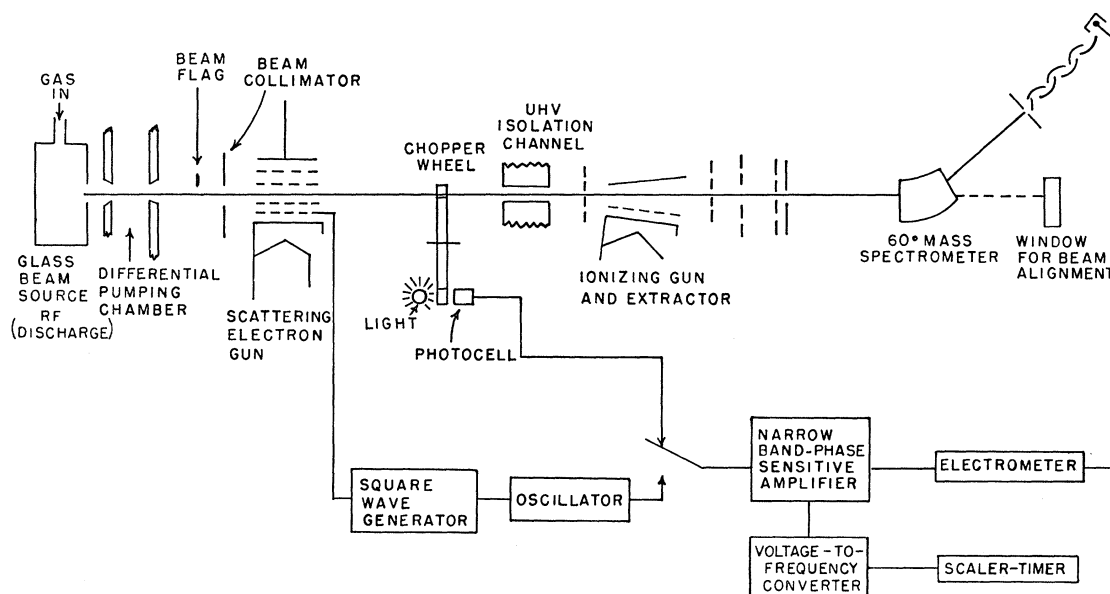 GAS
IN
BEAM
FLAG
BEAM
COLLIMATOR
CHOPPER
WHEEL
UHV
ISOLATION
CHANNEL
GLASS
BEAM
SOURCE
RF
(DISCHARGE)
DIFFERENTIAL
PUMPING
CHAMBER
SCATTERING
ELECTRON
GUN
LIGHT
PHOTOCELL
IONIZING GUN
AND EXTRACTOR
60° MASS
SPECTROMETER
WINDOW
FOR BEAM
ALIGNMENT
SQUARE
WAVE
GENERATOR
OSCILLATOR
NARROW
BAND-PHASE
SENSITIVE
AMPLIFIER
ELECTROMETER
VOLTAGE-TO-
FREQUENCY
CONVERTER
SCALER-TIMER